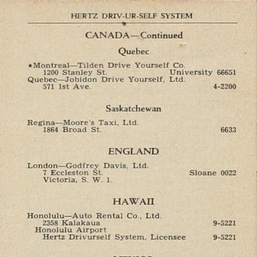 HERTZ DRIV-UR-SELF SYSTEM
CANADA—Continued
Quebec
★Montreal—Tilden Drive Yourself Co.
1200 Stanley St. University 66651
Quebec—Jobidon Drive Yourself, Ltd.
571 1st Ave. 4-2200
Saskatchewan
Regina—Moore's Taxi, Ltd.
1864 Broad St. 6633
ENGLAND
London—Godfrey Davis, Ltd.
7 Eccleston St. Sloane 0022
Victoria, S. W. 1.
HAWAII
Honolulu—Auto Rental Co., Ltd.
2358 Kalakaua 9-5221
Honolulu Airport
Hertz Drivurself System, Licensee 9-5221